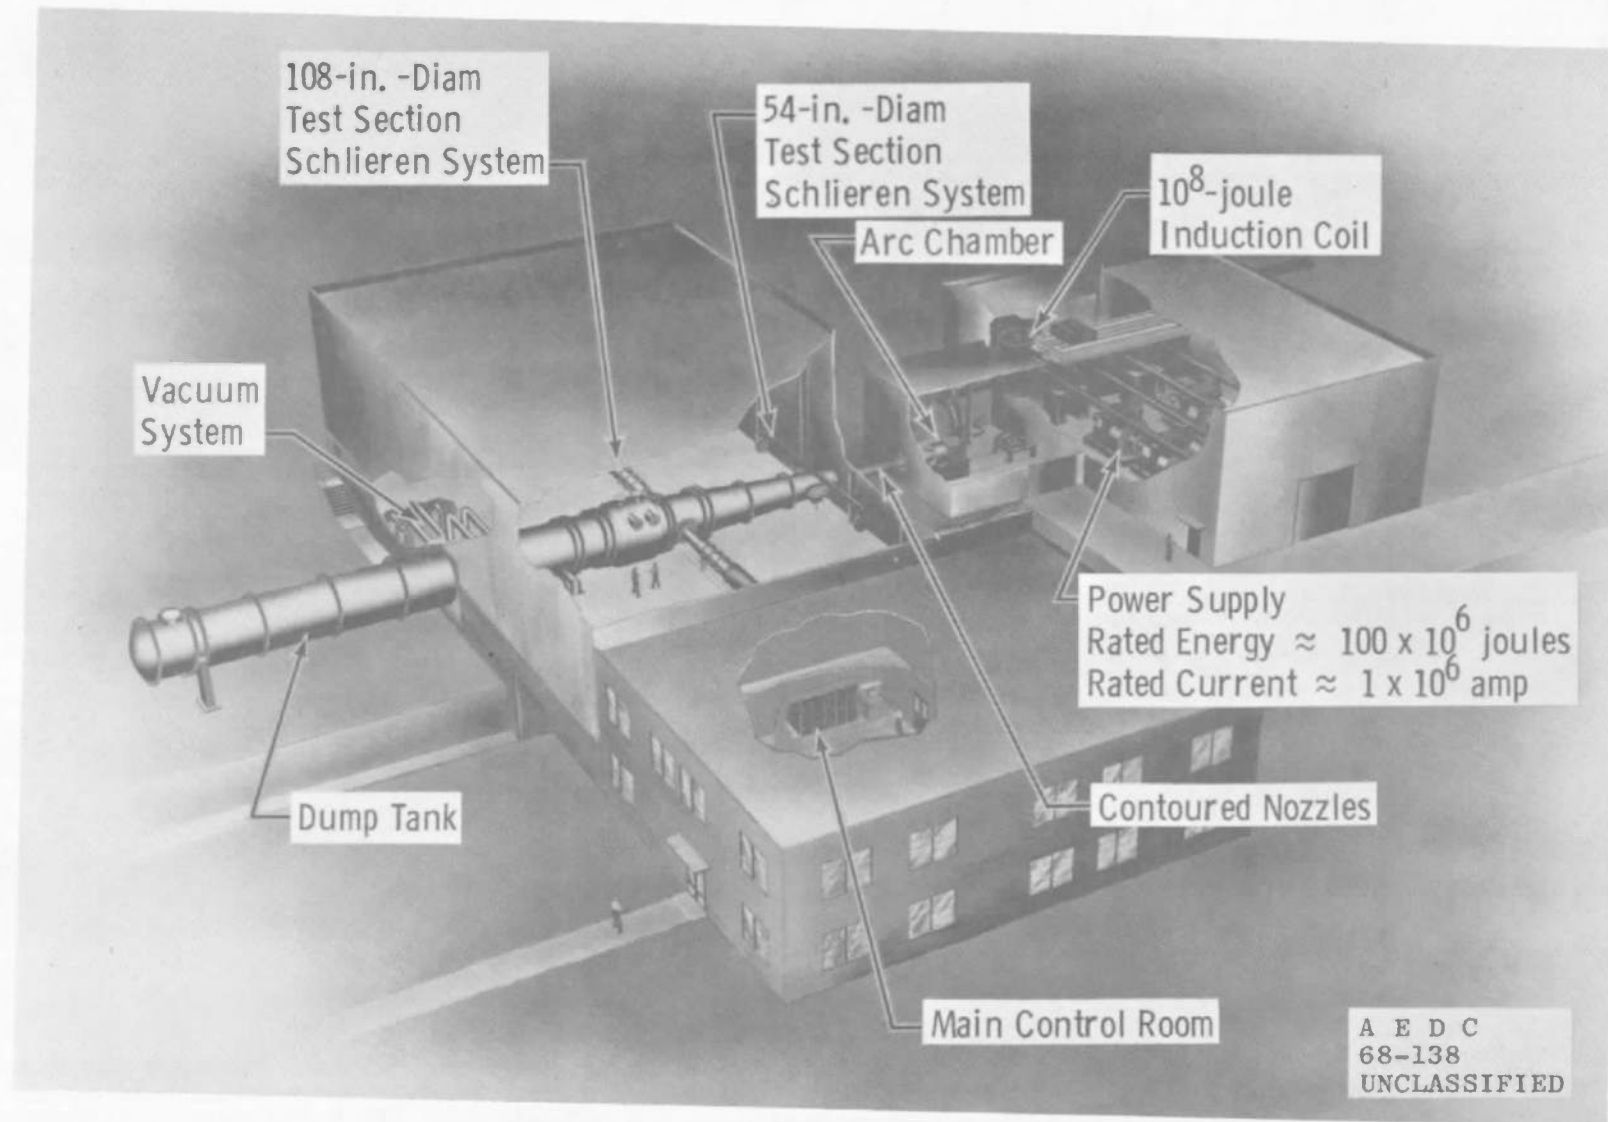 108-in. -Diam
Test Section
Schlieren System
54-in. -Diam
Test Section
Schlieren System
10⁸-joule
Induction Coil
Arc Chamber
Vacuum
System
Power Supply
Rated Energy ≈ 100 x 10⁶ joules
Rated Current ≈ 1 x 10⁶ amp
Dump Tank
Contoured Nozzles
Main Control Room
A E D C
68-138
UNCLASSIFIED